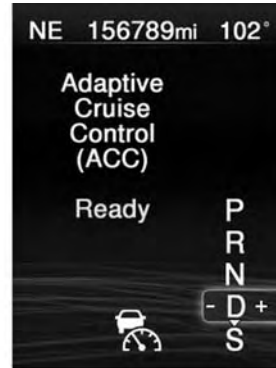 NE 156789mi 102°
Adaptive
Cruise
Control
(ACC)
Ready
P
R
N
- D +
S